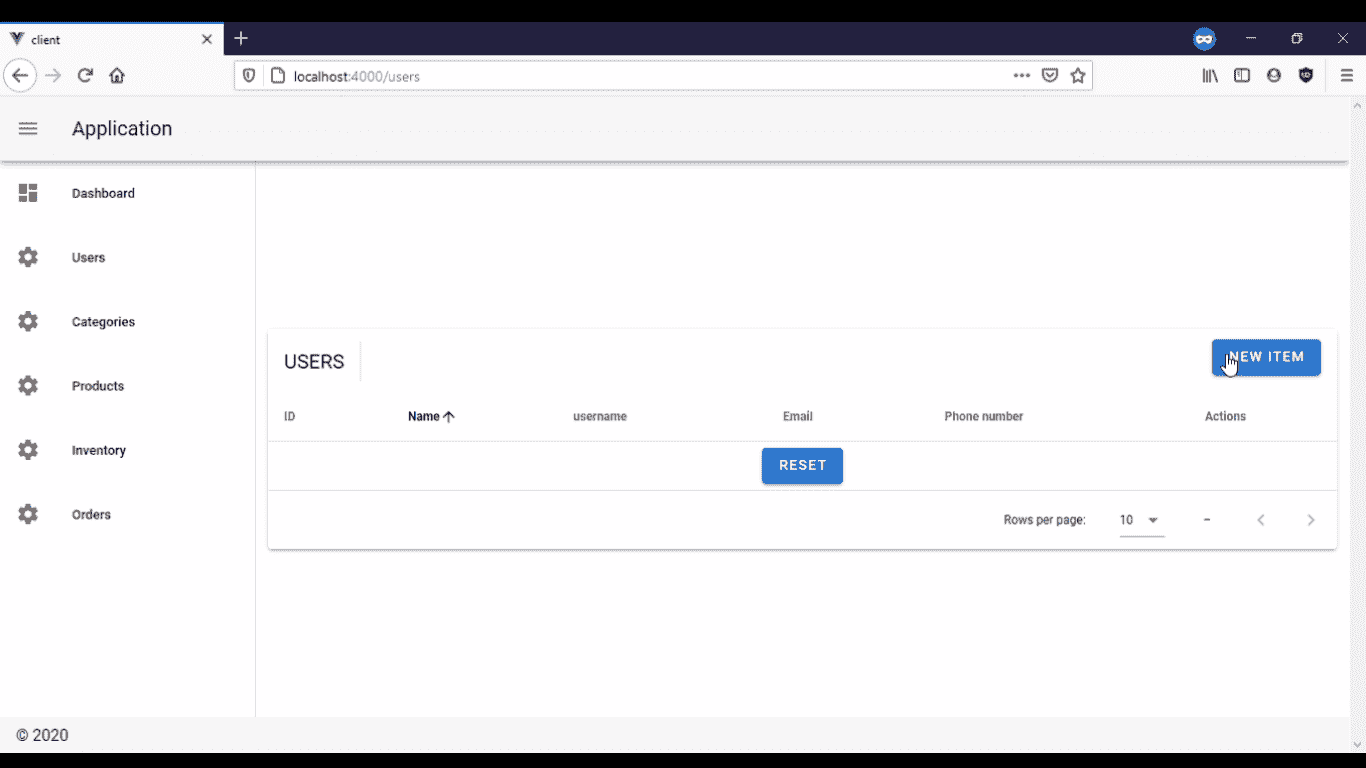 client
localhost:4000/users
Application
Dashboard
Users
Categories
Products
Inventory
Orders
USERS
NEW ITEM
ID Name username Email Phone number Actions
RESET
Rows per page: 10 –
© 2020